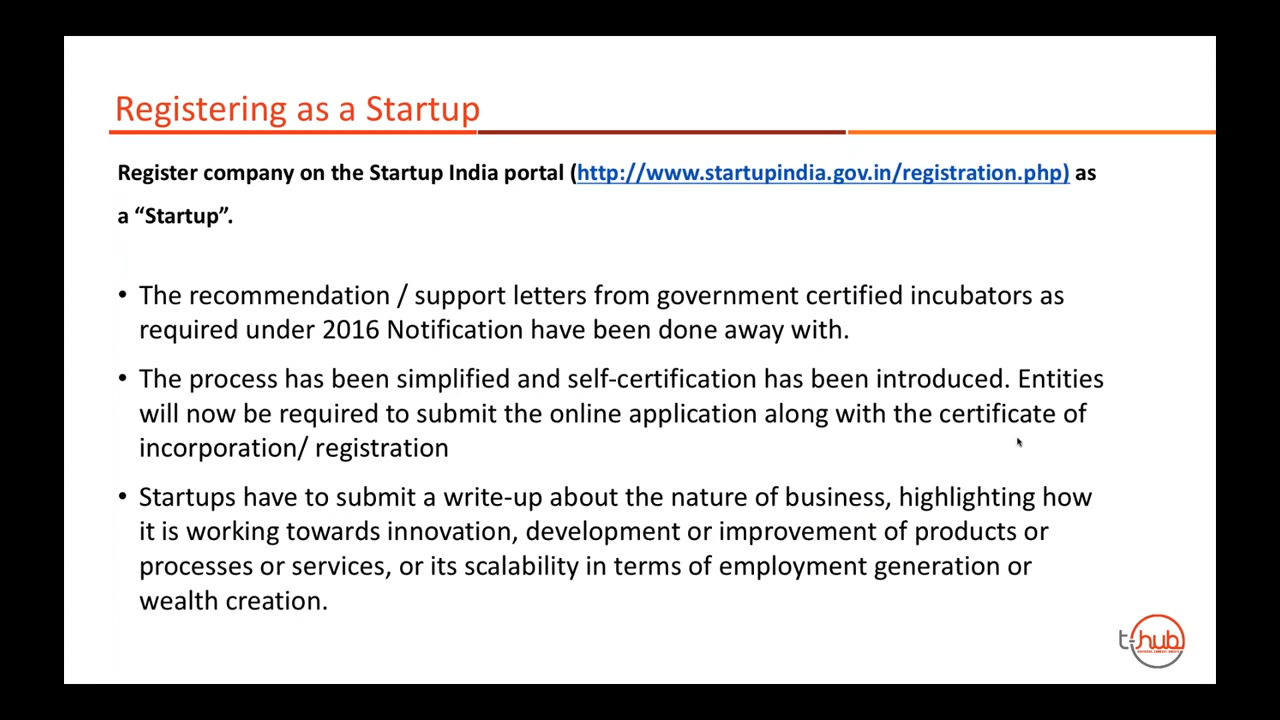 Registering as a Startup
Register company on the Startup India portal (http://www.startupindia.gov.in/registration.php) as
a “Startup”.
• The recommendation / support letters from government certified incubators as
required under 2016 Notification have been done away with.
• The process has been simplified and self-certification has been introduced. Entities
will now be required to submit the online application along with the certificate of
incorporation/ registration
• Startups have to submit a write-up about the nature of business, highlighting how
it is working towards innovation, development or improvement of products or
processes or services, or its scalability in terms of employment generation or
wealth creation.
t-hub